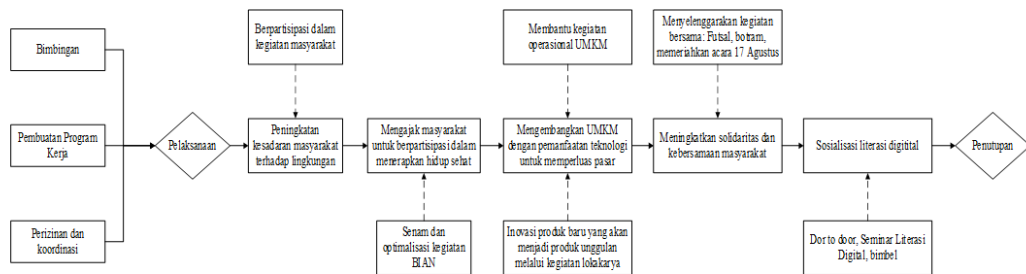 Bimbingan
Pembuatan Program
Kerja
Perizinan dan
koordinasi
Pelaksanaan
Berpartisipasi dalam
kegiatan masyarakat
Peningkatan
kesadaran masyarakat
terhadap lingkungan
Mengajak masyarakat
untuk berpartisipasi dalam
menerapkan hidup sehat
Senam dan
optimalisasi kegiatan
BIAN
Membantu kegiatan
operasional UMKM
Mengembangkan UMKM
dengan pemanfaatan teknologi
untuk memperluas pasar
Inovasi produk baru yang akan
menjadi produk unggulan
melalui kegiatan lokakarya
Menyelenggarakan kegiatan
bersama: Futsal, botram,
memeriahkan acara 17 Agustus
Meningkatkan solidaritas dan
kebersamaan masyarakat
Sosialisasi literasi digitital
Dor to door, Seminar Literasi
Digital, bimbel
Penutupan